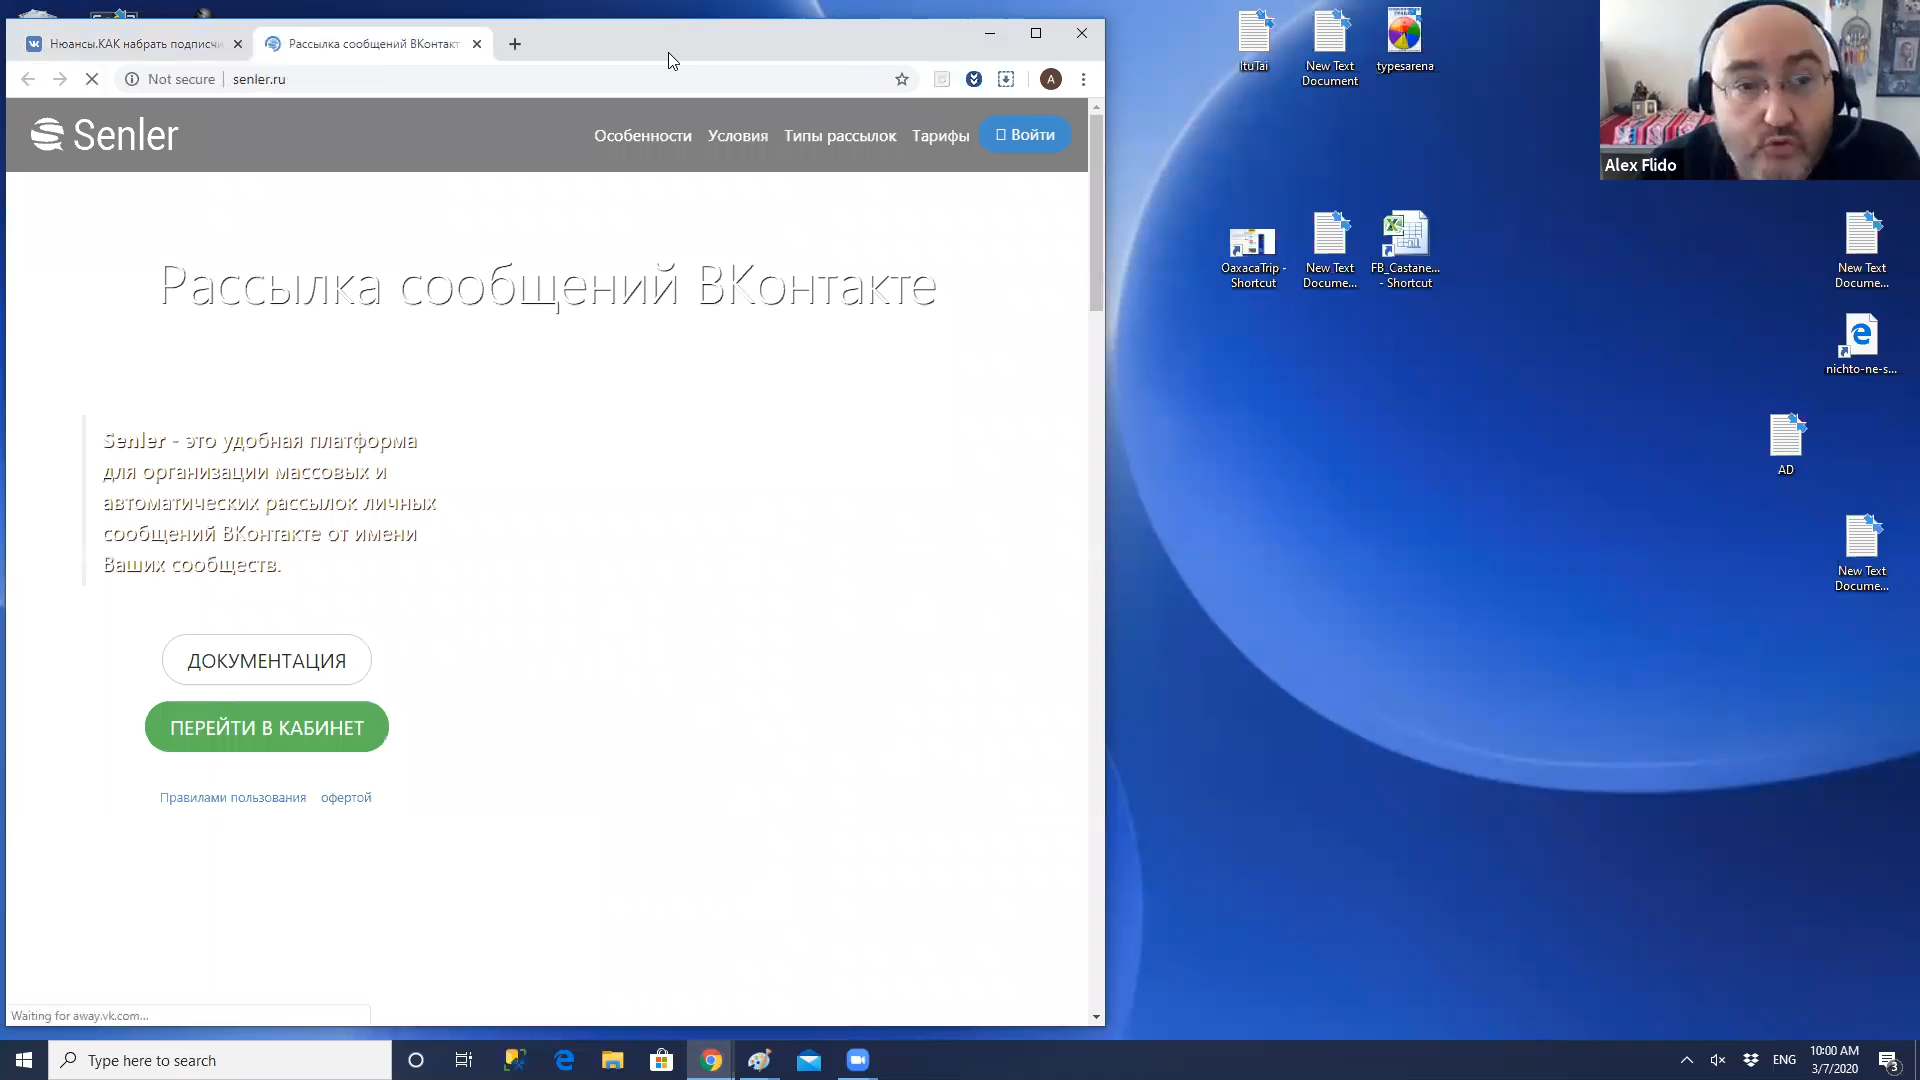 Нюансы.КАК набрать подписчи
Рассылка сообщений ВКонтакт
Not secure
senler.ru
A
Senler
Особенности
Условия
Типы рассылок
Тарифы
Войти
Рассылка сообщений ВКонтакте
Senler - это удобная платформа
для организации массовых и
автоматических рассылок личных
сообщений ВКонтакте от имени
Ваших сообществ.
ДОКУМЕНТАЦИЯ
ПЕРЕЙТИ В КАБИНЕТ
Правилами пользования
офертой
Waiting for away.vk.com...
ItuTai
New Text
Document
typesarena
Alex Flido
OaxacaTrip -
Shortcut
New Text
Docume...
FB_Castane...
- Shortcut
New Text
Docume...
nichto-ne-s...
AD
New Text
Docume...
Type here to search
ENG
10:00 AM
3/7/2020
3